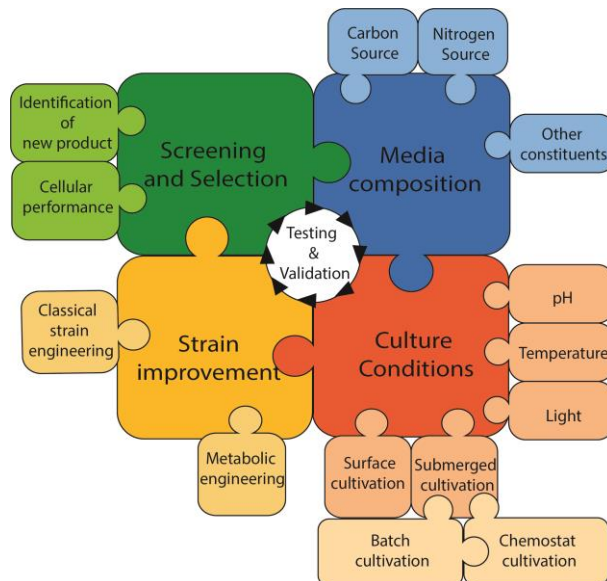 Carbon
Source
Nitrogen
Source
Identification
of
new product
Cellular
performance
Screening
and Selection
Media
composition
Other
constituents
Testing
&
Validation
Classical
strain
engineering
Strain
improvement
Culture
Conditions
pH
Temperature
Light
Metabolic
engineering
Surface
cultivation
Submerged
cultivation
Batch
cultivation
Chemostat
cultivation